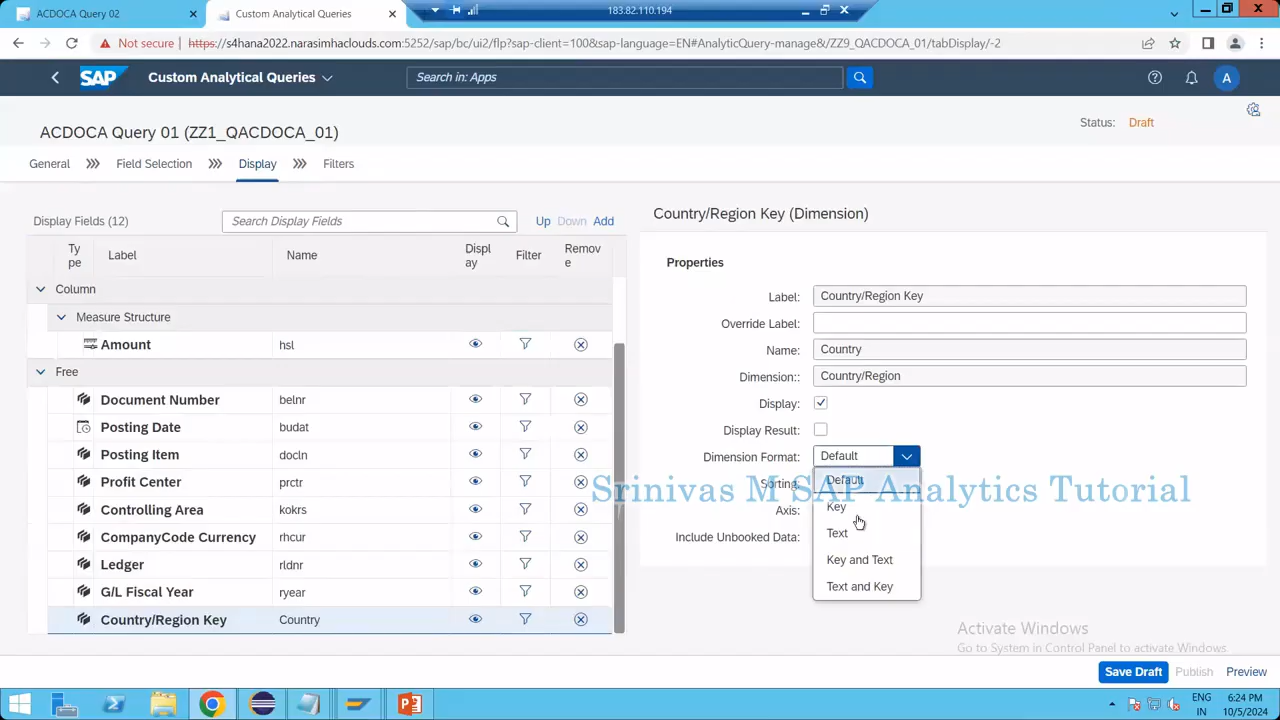 ACDOCA Query 02
Custom Analytical Queries
183.82.110.194
Not secure
https://s4hana2022.narasimhaclouds.com:5252/sap/bc/ui2/flp?sap-client=100&sap-language=EN#AnalyticQuery-manage&/ZZ9_QACDOCA_01/tabDisplay/-2
SAP
Custom Analytical Queries
Search in: Apps
A
ACDOCA Query 01 (ZZ1_QACDOCA_01)
Status: Draft
General
Field Selection
Display
Filters
Display Fields (12)
Search Display Fields
Up
Down
Add
Ty
pe
Label
Name
Displ
ay
Filter
Remov
e
Column
Measure Structure
Amount hsl
Free
Document Number belnr
Posting Date budat
Posting Item docln
Profit Center prctr
Controlling Area kokrs
CompanyCode Currency rhcur
Ledger rldnr
G/L Fiscal Year ryear
Country/Region Key Country
Country/Region Key (Dimension)
Properties
Label: Country/Region Key
Override Label:
Name: Country
Dimension:: Country/Region
Display:
Display Result:
Dimension Format: Default
Sorting:
Default
Srinivas M SAP Analytics Tutorial
Axis:
Key
Text
Include Unbooked Data:
Key and Text
Text and Key
Activate Windows
Go to System in Control Panel to activate Windows.
Save Draft
Publish
Preview
ENG
IN
6:24 PM
10/5/2024